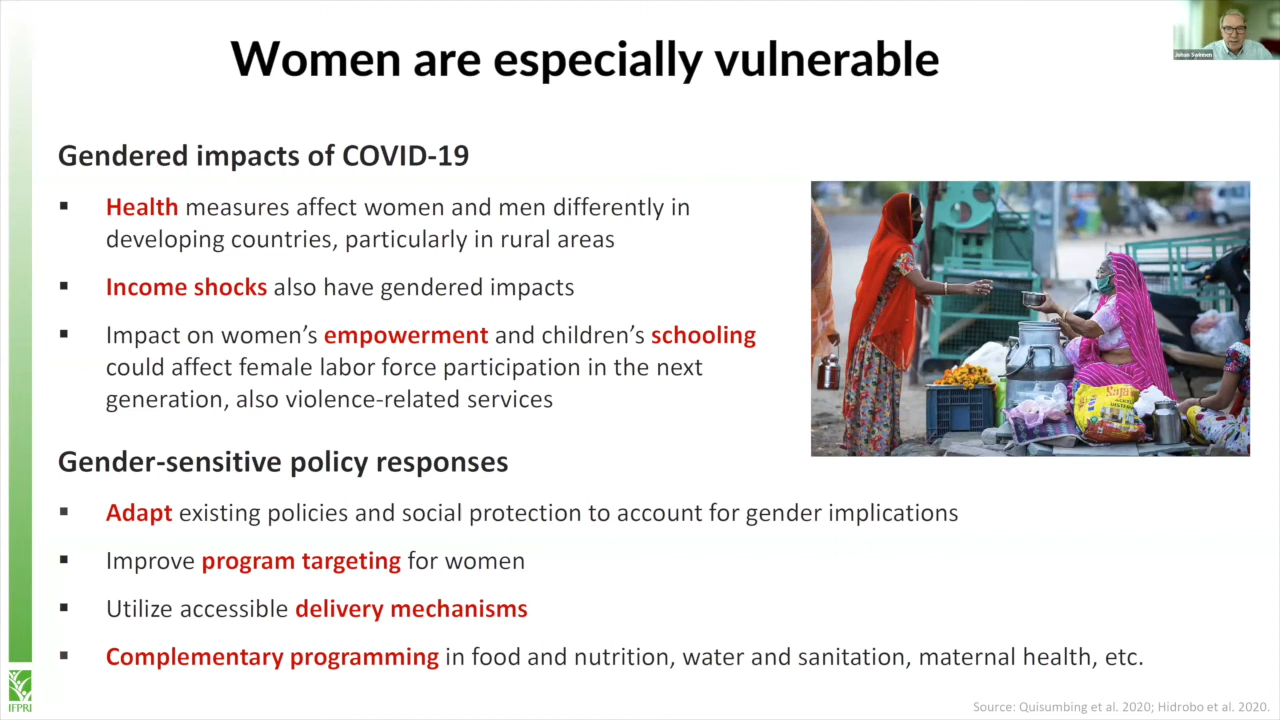 Women are especially vulnerable
Johan Swinnen
Gendered impacts of COVID-19
▪ Health measures affect women and men differently in
developing countries, particularly in rural areas
▪ Income shocks also have gendered impacts
▪ Impact on women’s empowerment and children’s schooling
could affect female labor force participation in the next
generation, also violence-related services
Gender-sensitive policy responses
▪ Adapt existing policies and social protection to account for gender implications
▪ Improve program targeting for women
▪ Utilize accessible delivery mechanisms
▪ Complementary programming in food and nutrition, water and sanitation, maternal health, etc.
IFPRI
Source: Quisumbing et al. 2020; Hidrobo et al. 2020.